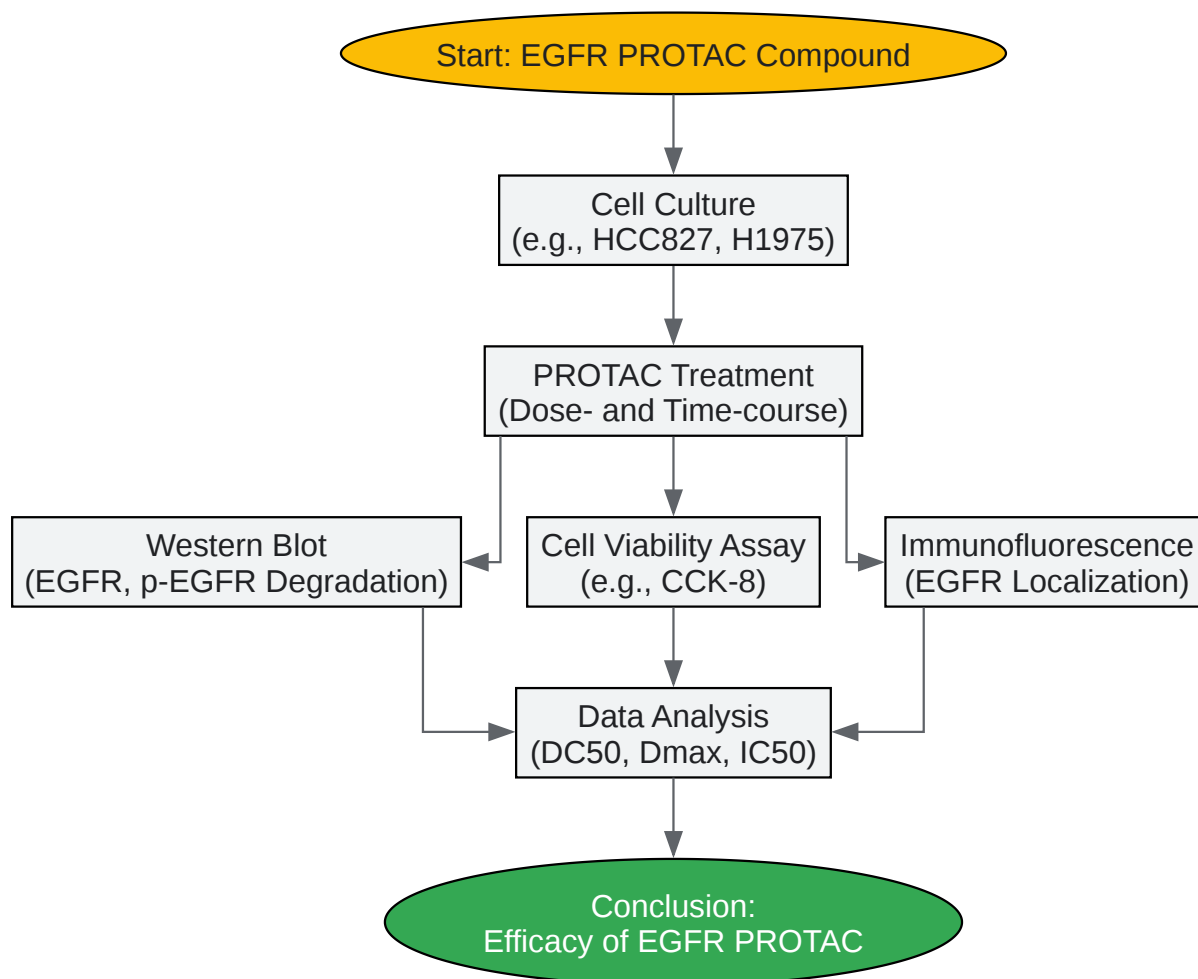 Start: EGFR PROTAC Compound
Cell Culture
(e.g., HCC827, H1975)
PROTAC Treatment
(Dose- and Time-course)
Western Blot
(EGFR, p-EGFR Degradation)
Cell Viability Assay
(e.g., CCK-8)
Immunofluorescence
(EGFR Localization)
Data Analysis
(DC50, Dmax, IC50)
Conclusion:
Efficacy of EGFR PROTAC